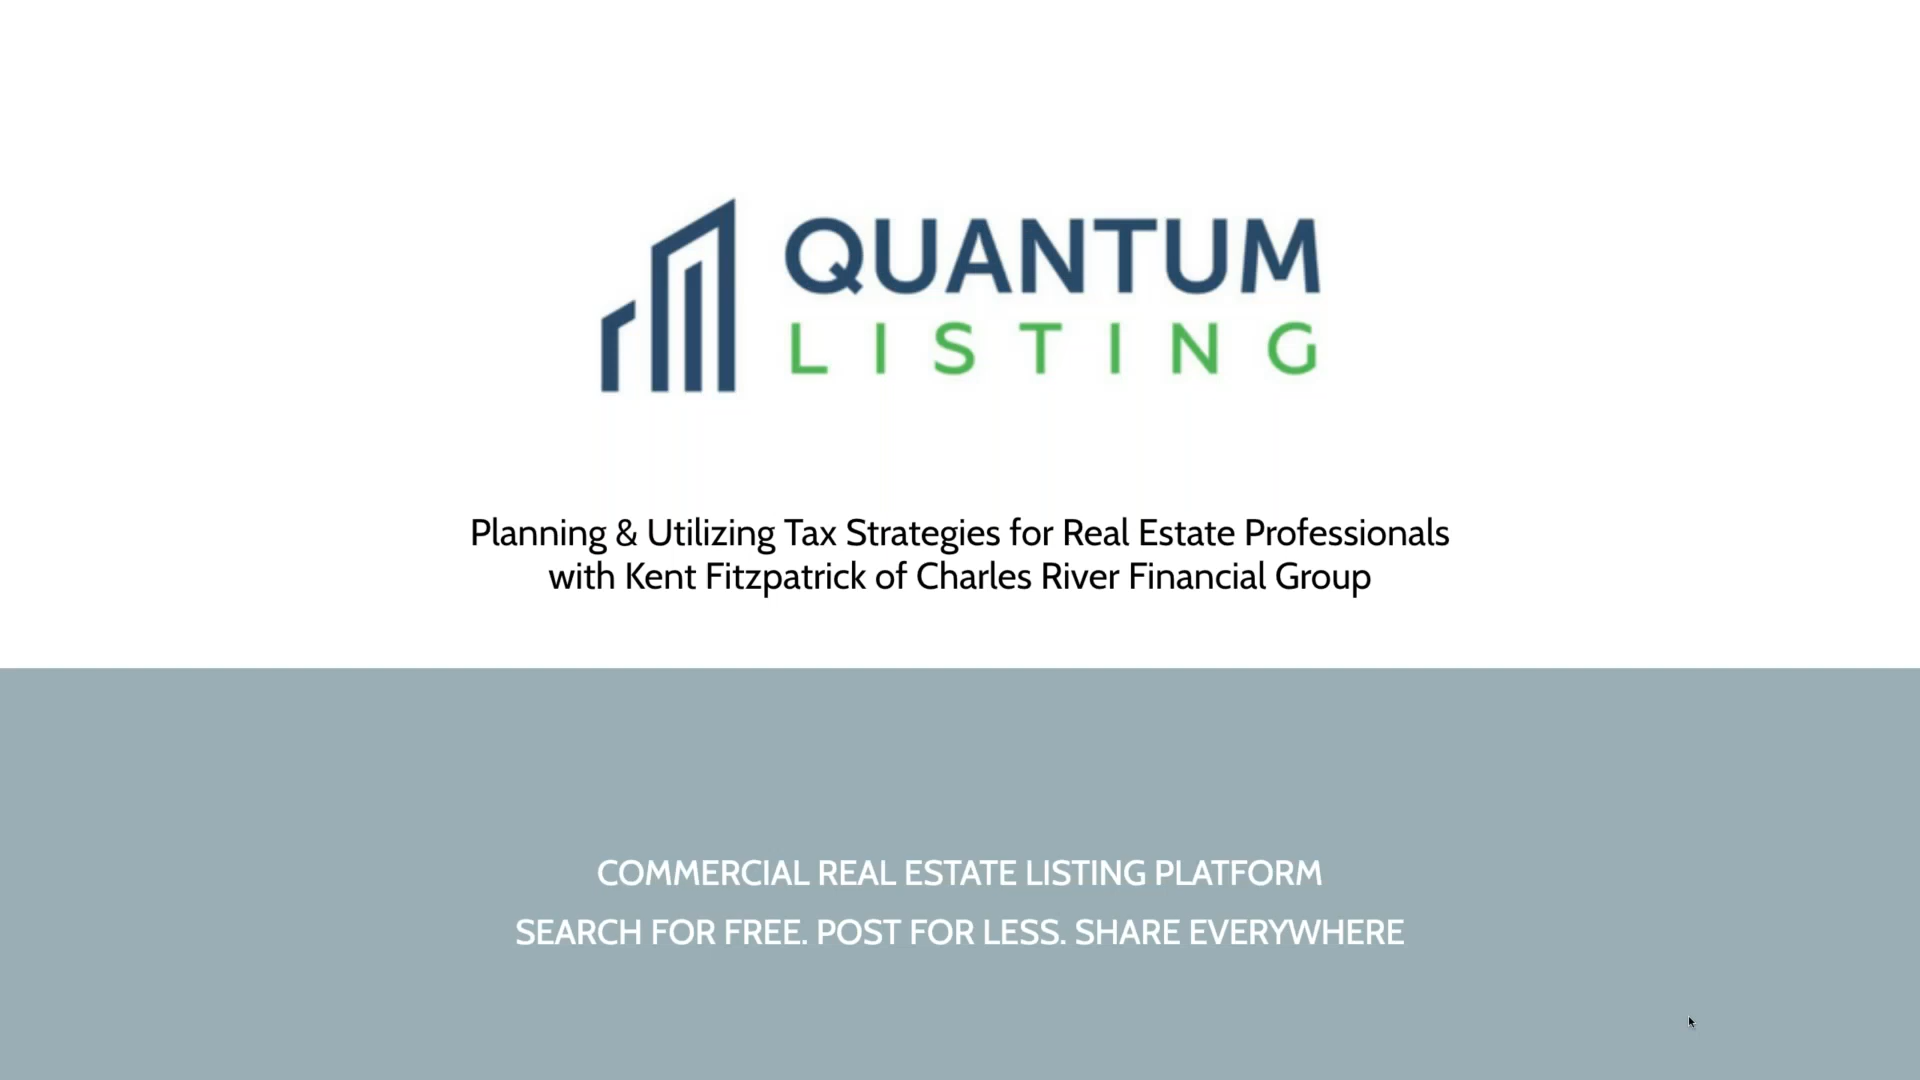 QUANTUM
LISTING
Planning & Utilizing Tax Strategies for Real Estate Professionals
with Kent Fitzpatrick of Charles River Financial Group
COMMERCIAL REAL ESTATE LISTING PLATFORM
SEARCH FOR FREE. POST FOR LESS. SHARE EVERYWHERE